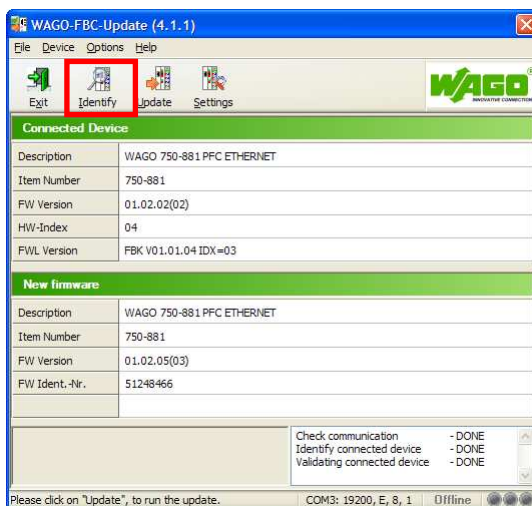 WAGO-FBC-Update (4.1.1)
File Device Options Help
Exit Identify Update Settings
WAGO
INNOVATIVE CONNECTIONS
Connected Device
Description WAGO 750-881 PFC ETHERNET
Item Number 750-881
FW Version 01.02.02(02)
HW-Index 04
FWL Version FBK V01.01.04 IDX=03
New firmware
Description WAGO 750-881 PFC ETHERNET
Item Number 750-881
FW Version 01.02.05(03)
FW Ident.-Nr. 51248466
Check communication - DONE
Identify connected device - DONE
Validating connected device - DONE
Please click on "Update", to run the update. COM3: 19200, E, 8, 1 Offline